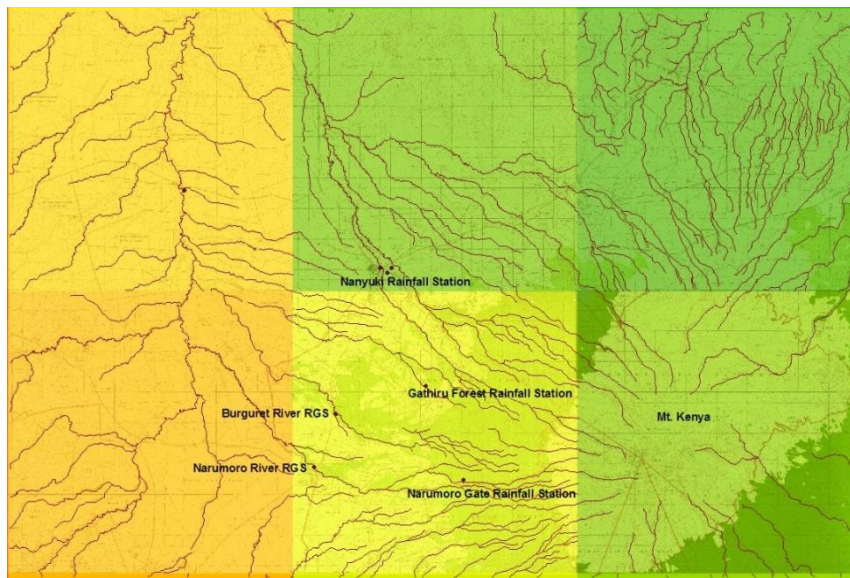 Nanyuki Rainfall Station
Gathiru Forest Rainfall Station
Burguret River RGS
Mt. Kenya
Narumoro River RGS
Narumoro Gate Rainfall Station